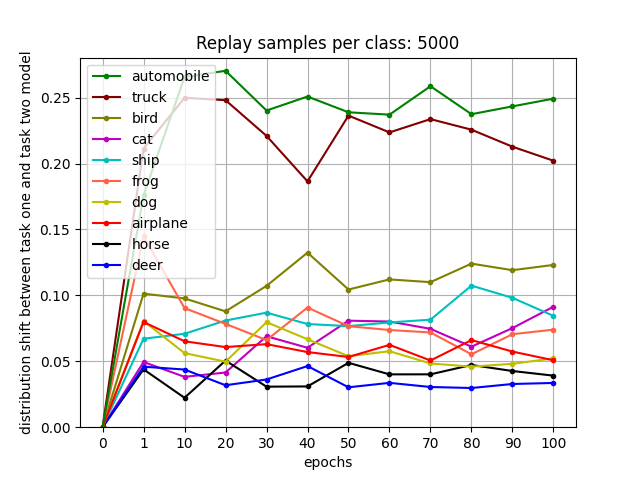 Replay samples per class: 5000
distribution shift between task one and task two model
0.25
0.20
0.15
0.10
0.05
0.00
automobile
truck
bird
cat
ship
frog
dog
airplane
horse
deer
0 1 10 20 30 40 50 60 70 80 90 100
epochs